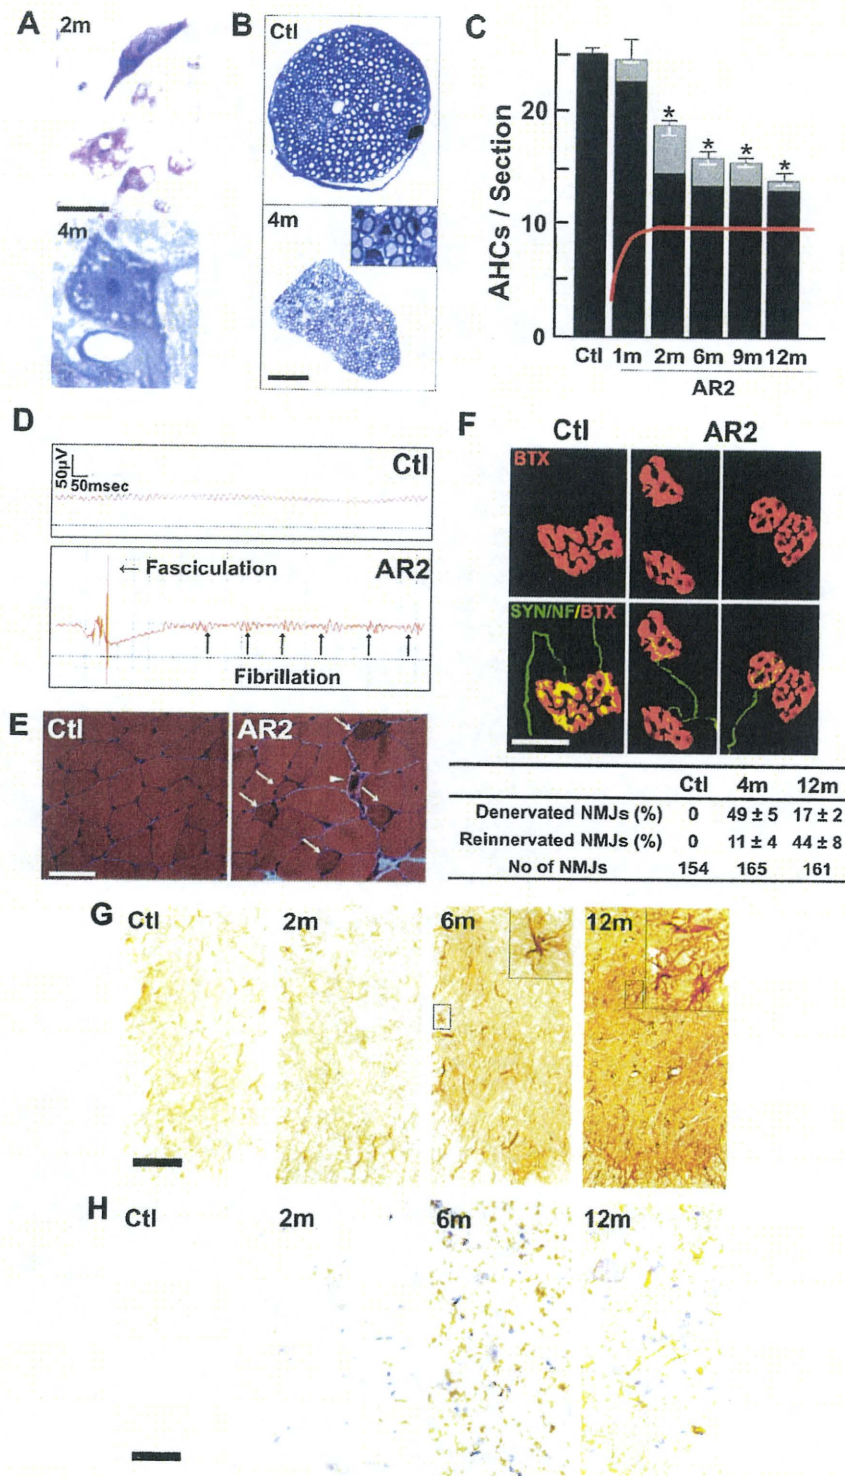 A
2m
4m
B
Ctl
4m
C
AHCs / Section
20
10
0
Ctl 1m 2m 6m 9m 12m
AR2
* * * *
D
50μV
50msec
Ctl
← Fasciculation
AR2
Fibrillation
E
Ctl
AR2
F
Ctl AR2
BTX
SYN/NF/BTX
Ctl 4m 12m
Denervated NMJs (%) 0 49 ± 5 17 ± 2
Reinnervated NMJs (%) 0 11 ± 4 44 ± 8
No of NMJs 154 165 161
G
Ctl 2m 6m 12m
H
Ctl 2m 6m 12m